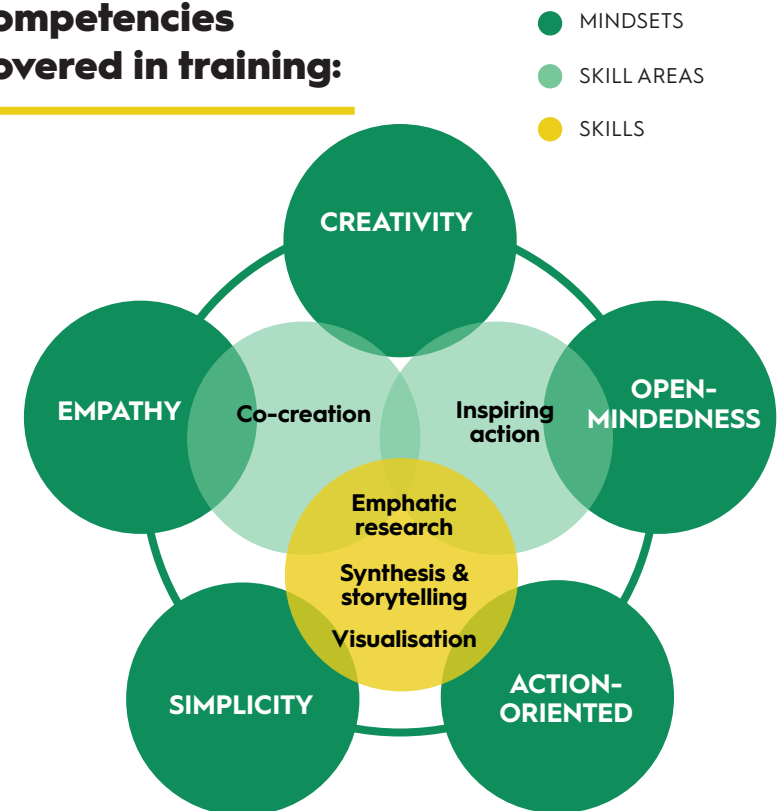 ompetencies
overed in training:
MINDSETS
SKILL AREAS
SKILLS
CREATIVITY
EMPATHY
Co-creation
Inspiring
action
OPEN-
MINDEDNESS
Emphatic
research
Synthesis &
storytelling
Visualisation
SIMPLICITY
ACTION-
ORIENTED